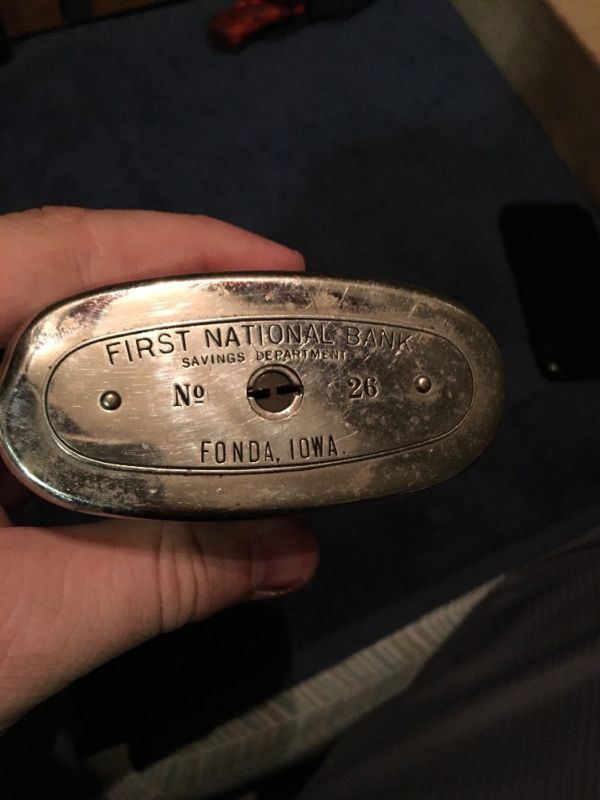 FIRST NATIONAL BANK
SAVINGS DEPARTMENT
Nº 26
FONDA, IOWA.